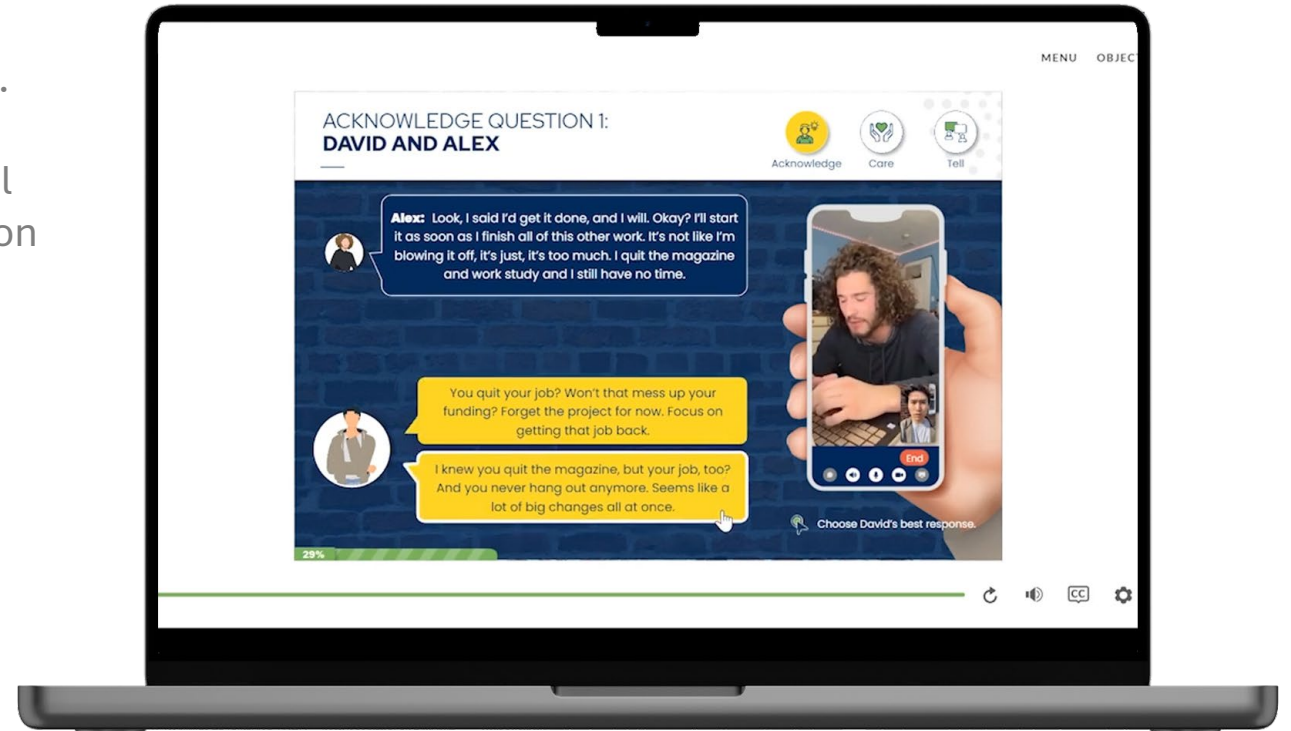 .
l
on
MENU OBJEC
ACKNOWLEDGE QUESTION 1:
DAVID AND ALEX
Acknowledge Care Tell
Alex: Look, I said I'd get it done, and I will. Okay? I'll start
it as soon as I finish all of this other work. It's not like I'm
blowing it off, it's just, it's too much. I quit the magazine
and work study and I still have no time.
You quit your job? Won't that mess up your
funding? Forget the project for now. Focus on
getting that job back.
I knew you quit the magazine, but your job, too?
And you never hang out anymore. Seems like a
lot of big changes all at once.
End
Choose David's best response.
29%
CC